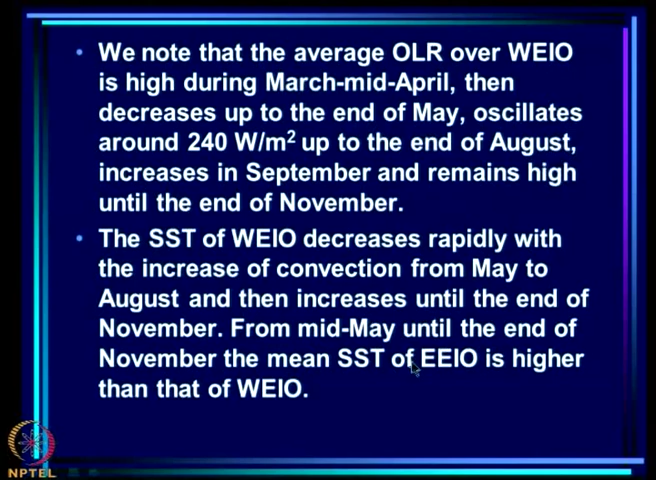 • We note that the average OLR over WEIO
is high during March-mid-April, then
decreases up to the end of May, oscillates
around 240 W/m² up to the end of August,
increases in September and remains high
until the end of November.
• The SST of WEIO decreases rapidly with
the increase of convection from May to
August and then increases until the end of
November. From mid-May until the end of
November the mean SST of EEIO is higher
than that of WEIO.
NPTEL